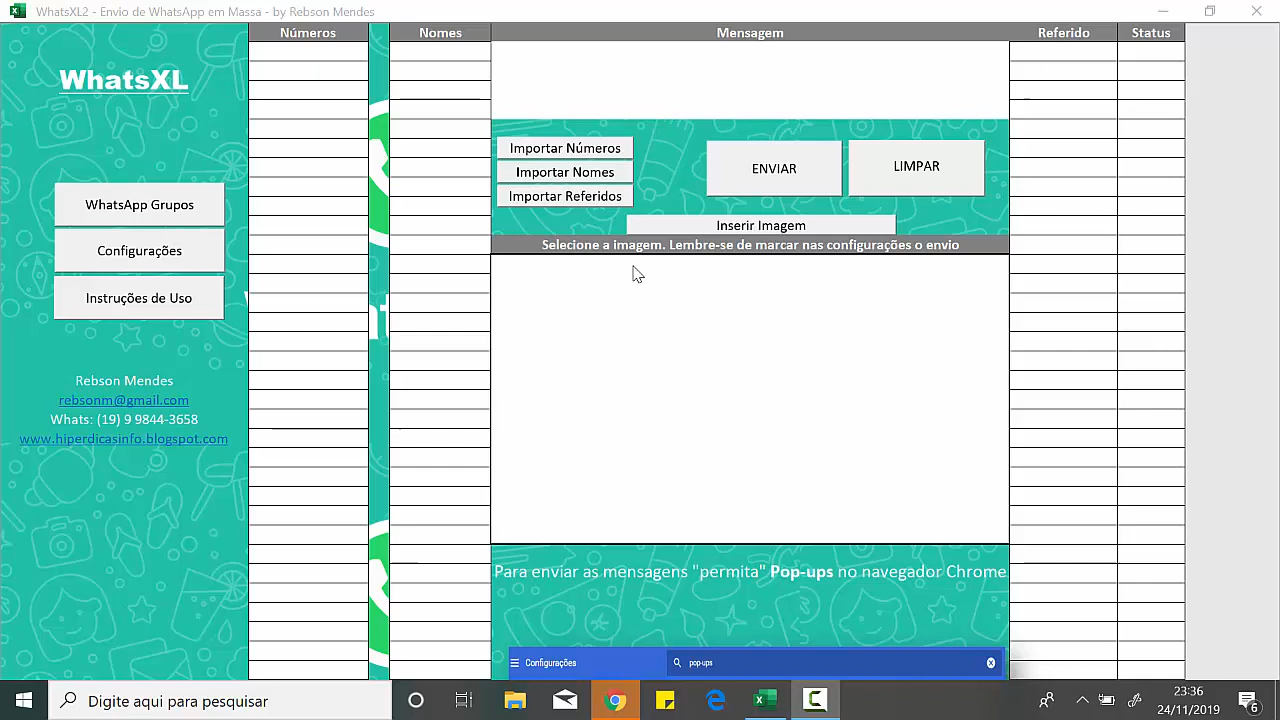 WhatsXL2 - Envio de WhatsApp em Massa - by Rebson Mendes
Números
Nomes
Mensagem
Referido
Status
WhatsXL
WhatsApp Grupos
Configurações
Instruções de Uso
Rebson Mendes
rebsonm@gmail.com
Whats: (19) 9 9844-3658
www.hiperdicasinfo.blogspot.com
Importar Números
Importar Nomes
Importar Referidos
ENVIAR
LIMPAR
Inserir Imagem
Selecione a imagem. Lembre-se de marcar nas configurações o envio
Para enviar as mensagens "permita" Pop-ups no navegador Chrome
Configurações
pop-ups
Digite aqui para pesquisar
23:36
24/11/2019
6